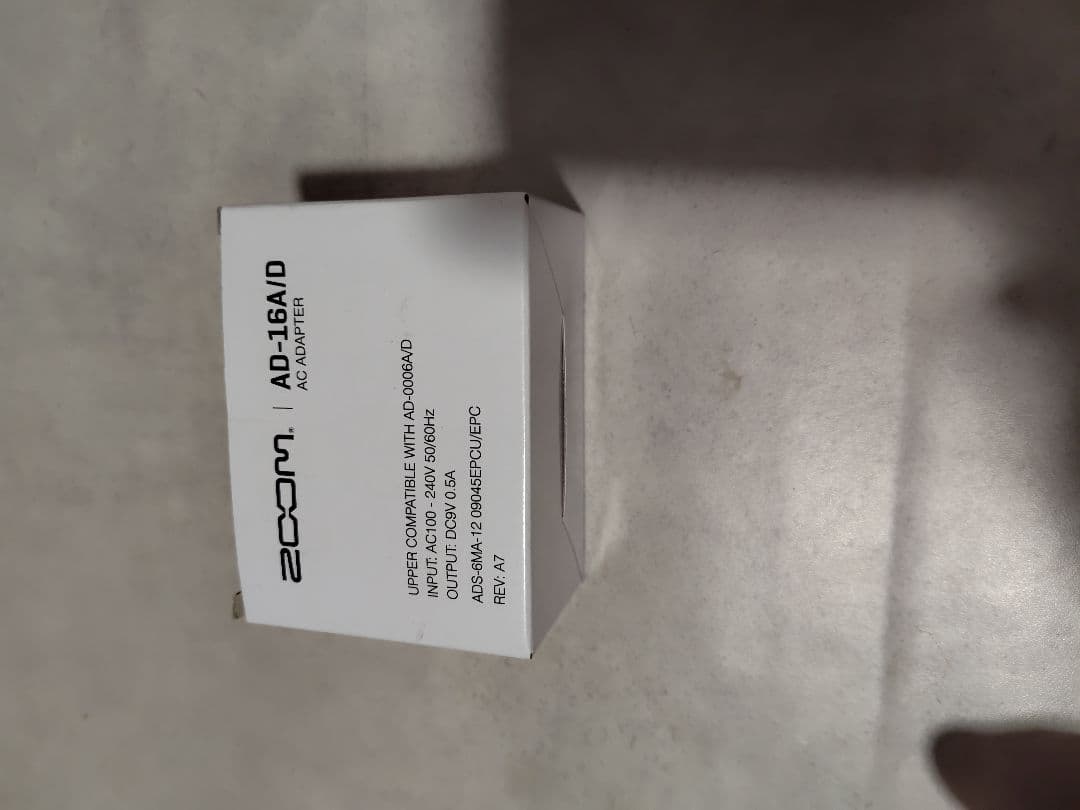 ZOOM® | AD-16A/D
AC ADAPTER
UPPER COMPATIBLE WITH AD-0006A/D
INPUT: AC100 - 240V 50/60Hz
OUTPUT: DC9V 0.5A
ADS-6MA-12 09045EPCU/EPC
REV: A7